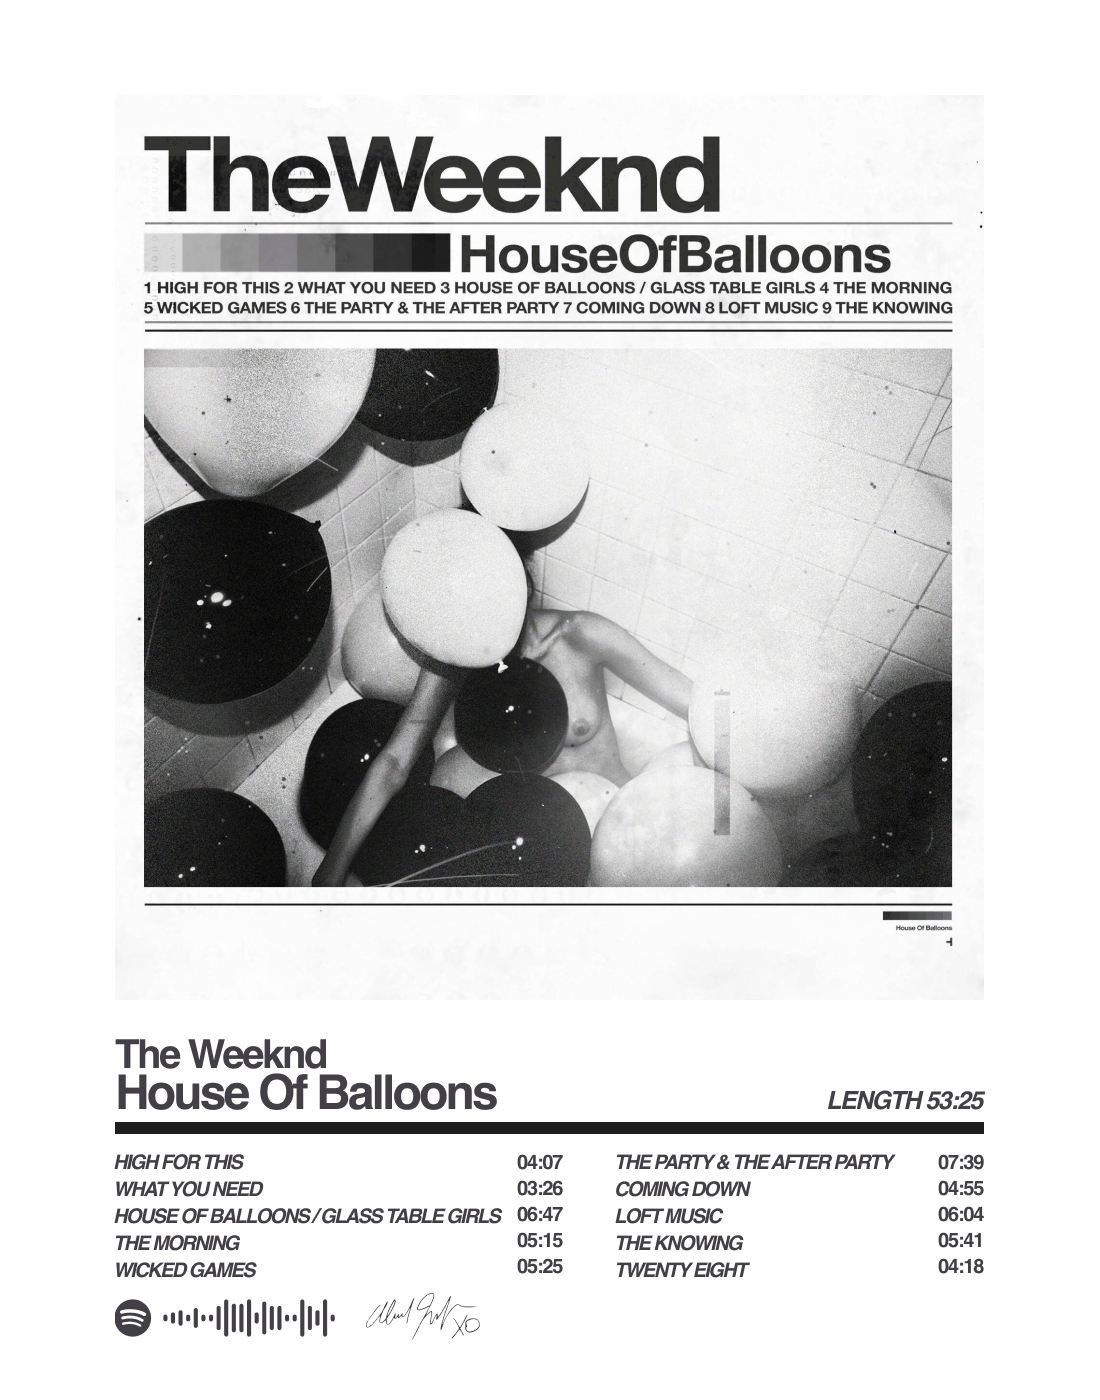 TheWeeknd
HouseOfBalloons
1 HIGH FOR THIS 2 WHAT YOU NEED 3 HOUSE OF BALLOONS / GLASS TABLE GIRLS 4 THE MORNING
5 WICKED GAMES 6 THE PARTY & THE AFTER PARTY 7 COMING DOWN 8 LOFT MUSIC 9 THE KNOWING
House Of Balloons
The Weeknd
House Of Balloons
LENGTH 53:25
HIGH FOR THIS 04:07
WHAT YOU NEED 03:26
HOUSE OF BALLOONS / GLASS TABLE GIRLS 06:47
THE MORNING 05:15
WICKED GAMES 05:25
THE PARTY & THE AFTER PARTY 07:39
COMING DOWN 04:55
LOFT MUSIC 06:04
THE KNOWING 05:41
TWENTY EIGHT 04:18
XO